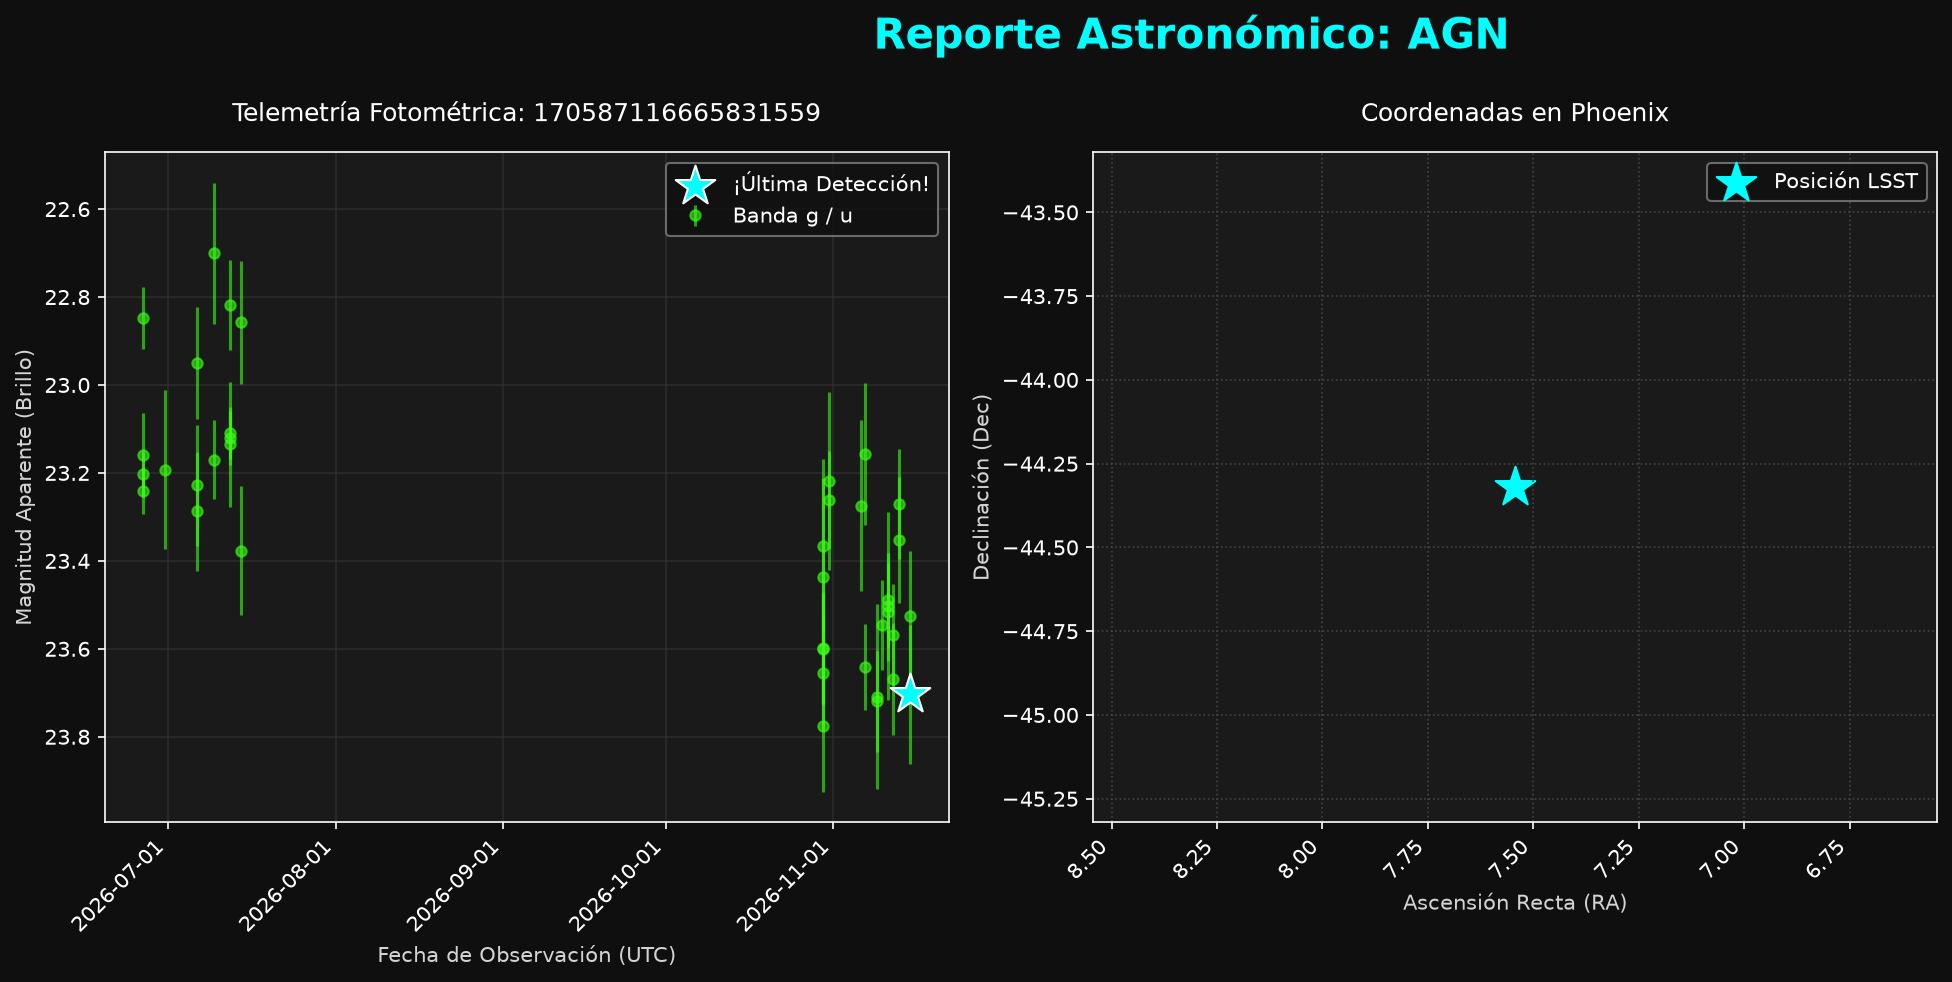 Reporte Astronómico: AGN
Telemetría Fotométrica: 170587116665831559
¡Última Detección!
Banda g / u
Magnitud Aparente (Brillo)
22.6
22.8
23.0
23.2
23.4
23.6
23.8
2026-07-01
2026-08-01
2026-09-01
2026-10-01
2026-11-01
Fecha de Observación (UTC)
Coordenadas en Phoenix
Posición LSST
Declinación (Dec)
−43.50
−43.75
−44.00
−44.25
−44.50
−44.75
−45.00
−45.25
8.50
8.25
8.00
7.75
7.50
7.25
7.00
6.75
Ascensión Recta (RA)